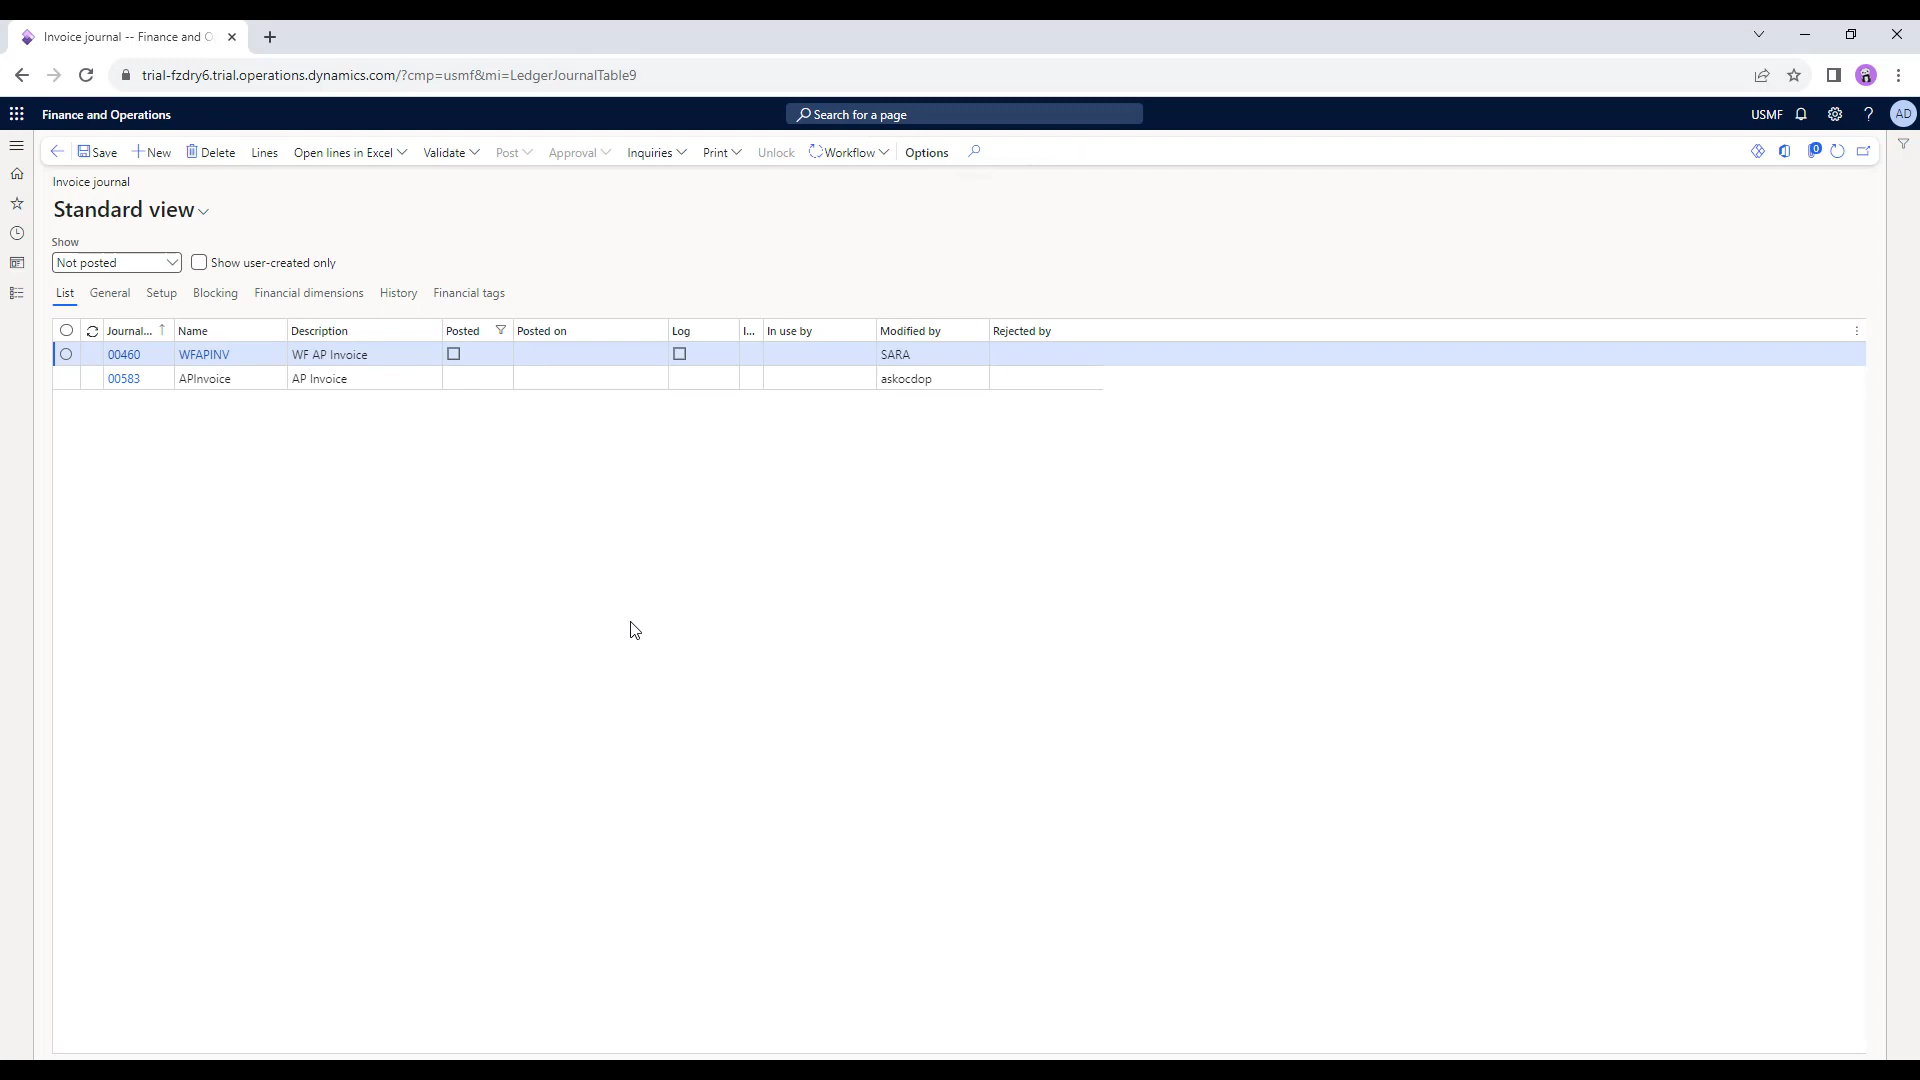 Invoice journal -- Finance and O
trial-fzdry6.trial.operations.dynamics.com/?cmp=usmf&mi=LedgerJournalTable9
Finance and Operations Search for a page USMF ? AD
Save New Delete Lines Open lines in Excel Validate Post Approval Inquiries Print Unlock Workflow Options 0
Invoice journal
Standard view
Show
Not posted Show user-created only
List General Setup Blocking Financial dimensions History Financial tags
Journal... Name Description Posted Posted on Log I... In use by Modified by Rejected by
00460 WFAPINV WF AP Invoice SARA
00583 APInvoice AP Invoice askocdop